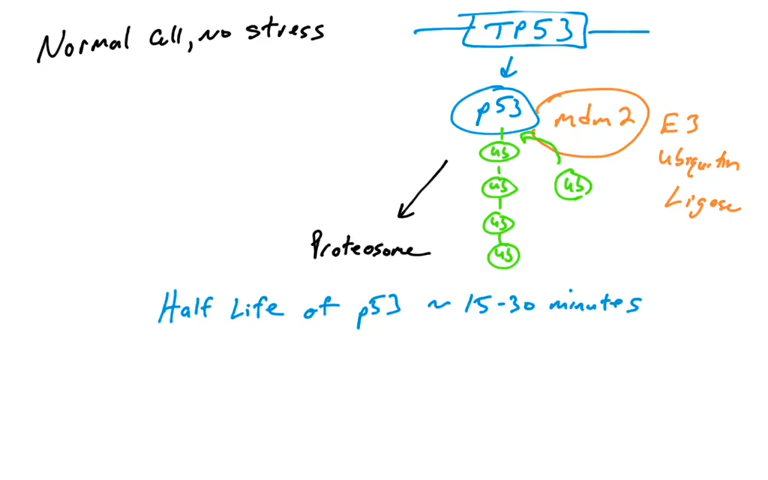 Normal Cell, no stress
TP53
p53
mdm2
E3
Ubiquitin
Ligase
Ub
Ub
Ub
Ub
Ub
Proteosome
Half Life of p53 ~ 15-30 minutes